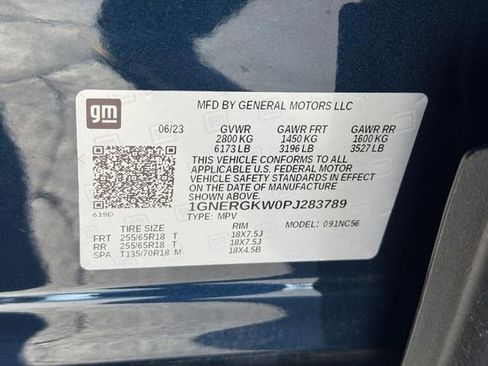 gm
MFD BY GENERAL MOTORS LLC
06/23 GVWR GAWR FRT GAWR RR
2800 KG 1450 KG 1600 KG
6173 LB 3196 LB 3527 LB
THIS VEHICLE CONFORMS TO ALL
APPLICABLE U.S. FEDERAL MOTOR
VEHICLE SAFETY STANDARDS IN
EFFECT ON THE DATE OF
MANUFACTURE SHOWN ABOVE.
1GNERGKW0PJ283789
619D TYPE: MPV
TIRE SIZE RIM MODEL: 091NC56
FRT 255/65R18 T 18X7.5J
RR 255/65R18 T 18X7.5J
SPA T135/70R18 M 18X4.5B